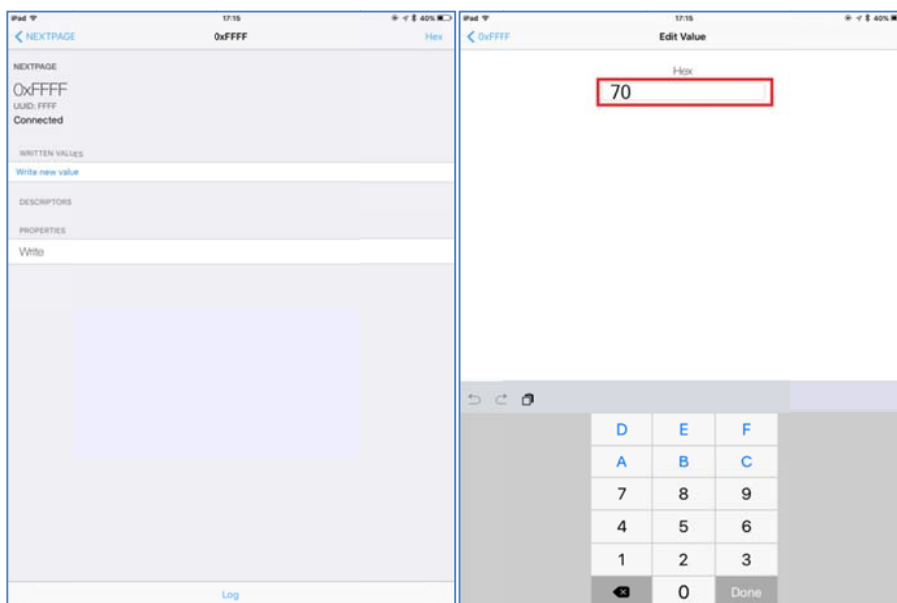 iPad
17:15
40%
NEXTPAGE
0xFFFF
Hex
NEXTPAGE
0xFFFF
UUID: FFFF
Connected
WRITTEN VALUES
Write new value
DESCRIPTORS
PROPERTIES
Write
Log
iPad
17:15
40%
0xFFFF
Edit Value
Hex
70
D E F
A B C
7 8 9
4 5 6
1 2 3
0 Done